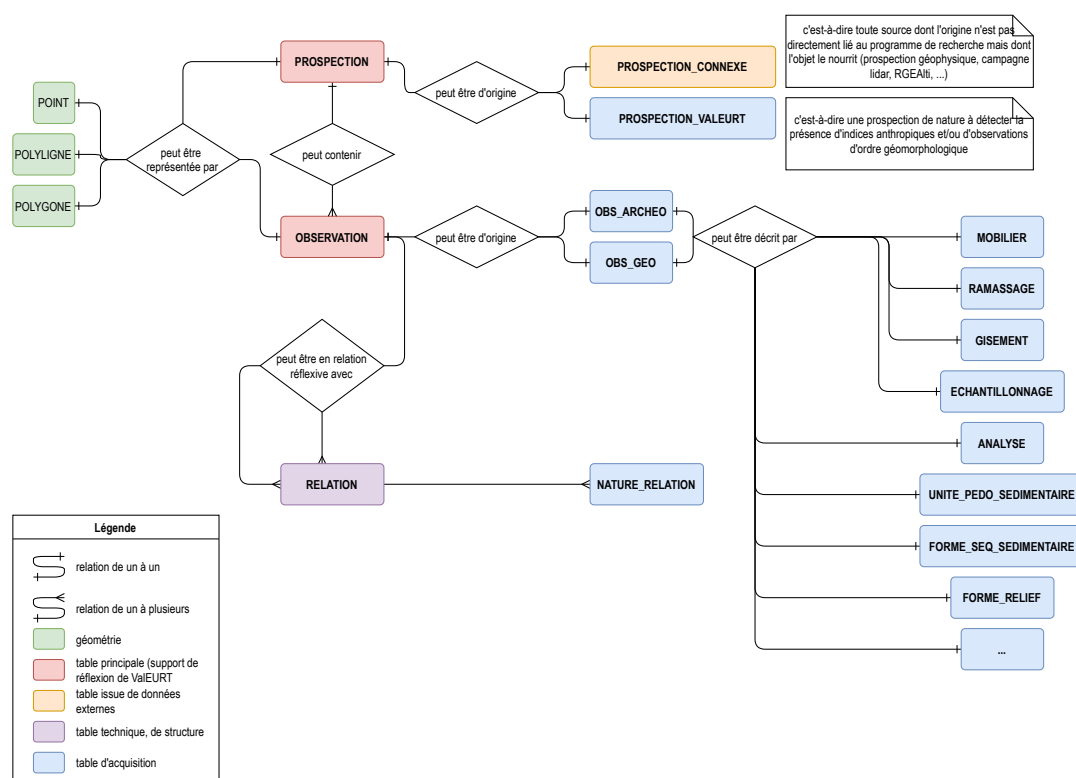 PROSPECTION
peut être d'origine
PROSPECTION_CONNEXE
PROSPECTION_VALEURT
c'est-à-dire toute source dont l'origine n'est pas
directement lié au programme de recherche mais dont
l'objet le nourrit (prospection géophysique, campagne
lidar, RGEAlti, ...)
c'est-à-dire une prospection de nature à détecter la
présence d'indices anthropiques et/ou d'observations
d'ordre géomorphologique
POINT
POLYLIGNE
POLYGONE
peut être
représentée par
peut contenir
OBSERVATION
peut être d'origine
OBS_ARCHEO
OBS_GEO
peut être décrit par
MOBILIER
RAMASSAGE
GISEMENT
ECHANTILLONNAGE
ANALYSE
UNITE_PEDO_SEDIMENTAIRE
FORME_SEQ_SEDIMENTAIRE
FORME_RELIEF
...
peut être en relation
réflexive avec
RELATION
NATURE_RELATION
Légende
relation de un à un
relation de un à plusieurs
géométrie
table principale (support de
réflexion de ValEURT
table issue de données
externes
table technique, de structure
table d'acquisition